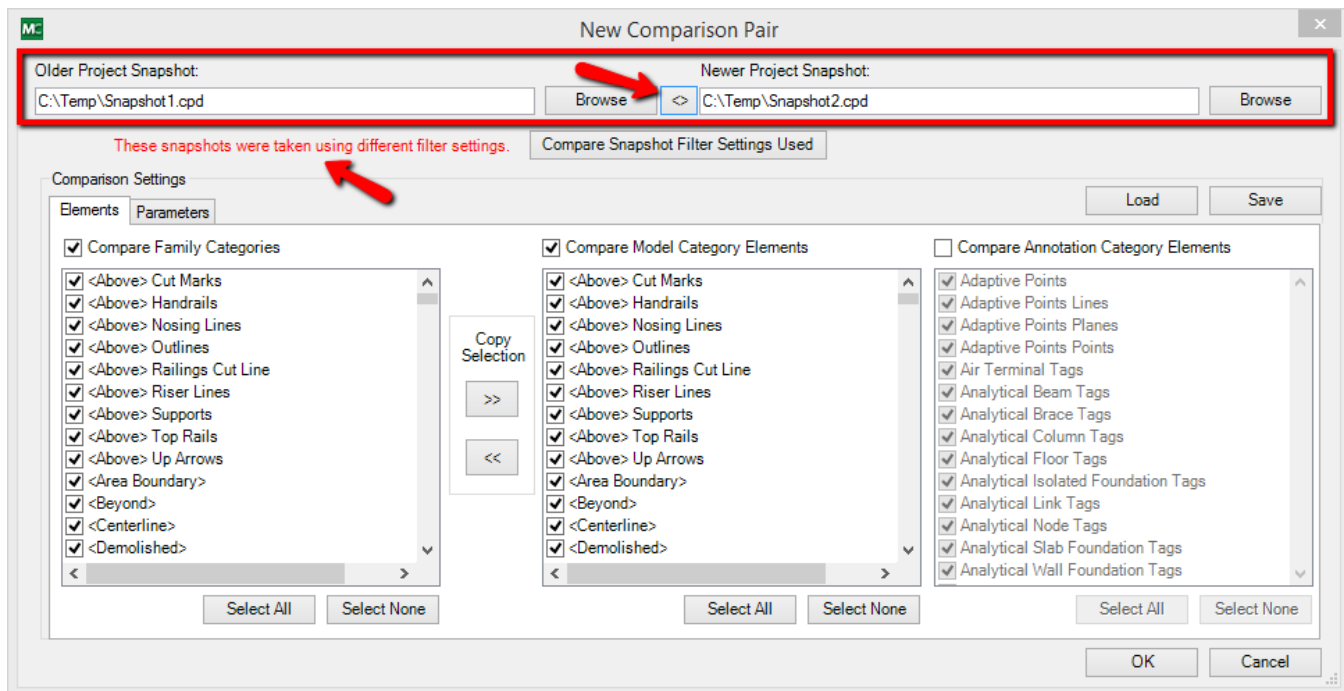 MC New Comparison Pair
Older Project Snapshot: Newer Project Snapshot:
C:\Temp\Snapshot1.cpd Browse <> C:\Temp\Snapshot2.cpd Browse
These snapshots were taken using different filter settings. Compare Snapshot Filter Settings Used
Comparison Settings
Load Save
Elements Parameters
Compare Family Categories
<Above> Cut Marks
<Above> Handrails
<Above> Nosing Lines
<Above> Outlines
<Above> Railings Cut Line
<Above> Riser Lines
<Above> Supports
<Above> Top Rails
<Above> Up Arrows
<Area Boundary>
<Beyond>
<Centerline>
<Demolished>
Select All Select None
Copy
Selection
>>
<<
Compare Model Category Elements
<Above> Cut Marks
<Above> Handrails
<Above> Nosing Lines
<Above> Outlines
<Above> Railings Cut Line
<Above> Riser Lines
<Above> Supports
<Above> Top Rails
<Above> Up Arrows
<Area Boundary>
<Beyond>
<Centerline>
<Demolished>
Select All Select None
Compare Annotation Category Elements
Adaptive Points
Adaptive Points Lines
Adaptive Points Planes
Adaptive Points Points
Air Terminal Tags
Analytical Beam Tags
Analytical Brace Tags
Analytical Column Tags
Analytical Floor Tags
Analytical Isolated Foundation Tags
Analytical Link Tags
Analytical Node Tags
Analytical Slab Foundation Tags
Analytical Wall Foundation Tags
Select All Select None
OK Cancel